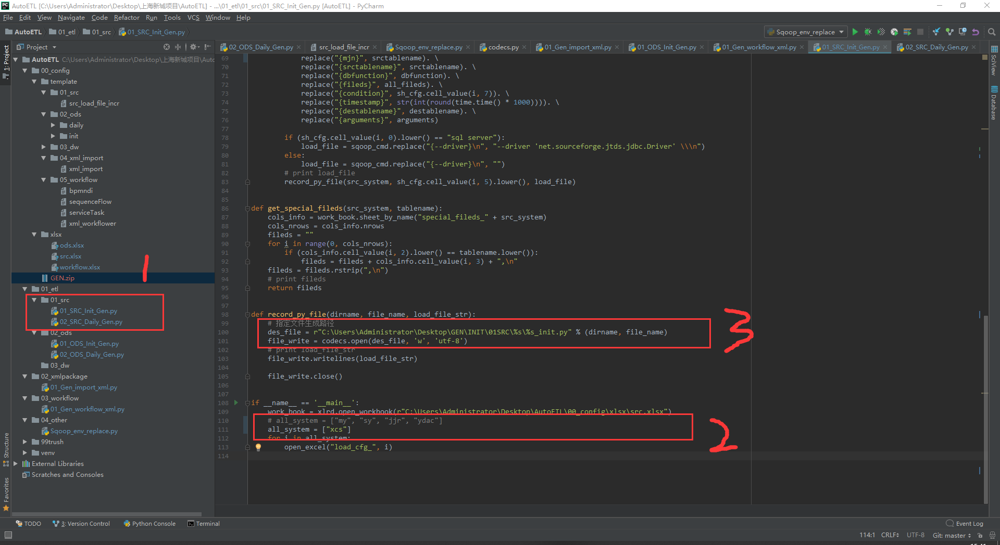 AutoETL [C:\Users\Administrator\Desktop\上海新城项目\AutoETL] - ...\01_etl\01_src\01_SRC_Init_Gen.py [AutoETL] - PyCharm
File Edit View Navigate Code Refactor Run Tools VCS Window Help
AutoETL 01_etl 01_src 01_SRC_Init_Gen.py
Sqoop_env_replace
Project
02_ODS_Daily_Gen.py src_load_file_incr Sqoop_env_replace.py codecs.py 01_Gen_import_xml.py 01_ODS_Init_Gen.py 01_Gen_workflow_xml.py 01_SRC_Init_Gen.py 02_SRC_Daily_Gen.py
1: Project
Structure
Favorites
SciView
Database
AutoETL C:\Users\Administrator\Desktop\上海新城项目\Auto
00_config
template
01_src
src_load_file_incr
02_ods
daily
init
03_dw
04_xml_import
xml_import
05_workflow
bpmndi
sequenceFlow
serviceTask
xml_workflower
xlsx
ods.xlsx
src.xlsx
workflow.xlsx
GEN.zip
1
01_etl
01_src
01_SRC_Init_Gen.py
02_SRC_Daily_Gen.py
02_ods
01_ODS_Init_Gen.py
02_ODS_Daily_Gen.py
03_dw
02_xmlpackage
01_Gen_import_xml.py
03_workflow
01_Gen_workflow_xml.py
04_other
Sqoop_env_replace.py
99trush
venv
External Libraries
Scratches and Consoles
69 replace("{mjn}", srctablename). \
70 replace("{srctablename}", srctablename). \
71 replace("{dbfunction}", dbfunction). \
72 replace("{fileds}", all_fileds). \
73 replace("{condition}", sh_cfg.cell_value(i, 7)). \
74 replace("{timestamp}", str(int(round(time.time() * 1000)))). \
75 replace("{destablename}", destablename). \
76 replace("{arguments}", arguments)
77
78 if (sh_cfg.cell_value(i, 0).lower() == "sql server"):
79 load_file = sqoop_cmd.replace("{--driver}\n", "--driver 'net.sourceforge.jtds.jdbc.Driver' \\\n")
80 else:
81 load_file = sqoop_cmd.replace("{--driver}\n", "")
82 # print load_file
83 record_py_file(src_system, sh_cfg.cell_value(i, 5).lower(), load_file)
84
85
86 def get_special_fileds(src_system, tablename):
87 cols_info = work_book.sheet_by_name("special_fileds_" + src_system)
88 cols_nrows = cols_info.nrows
89 fileds = ""
90 for i in range(0, cols_nrows):
91 if (cols_info.cell_value(i, 2).lower() == tablename.lower()):
92 fileds = fileds + cols_info.cell_value(i, 3) + ",\n"
93 fileds = fileds.rstrip(",\n")
94 # print fileds
95 return fileds
96
97
98 def record_py_file(dirname, file_name, load_file_str):
99 # 指定文件生成路径
100 des_file = r"C:\Users\Administrator\Desktop\GEN\INIT\01SRC\%s\%s_init.py" % (dirname, file_name)
101 file_write = codecs.open(des_file, 'w', 'utf-8')
3
102 # print load_file_str
103 file_write.writelines(load_file_str)
104
105 file_write.close()
106
107
108 if __name__ == '__main__':
109 work_book = xlrd.open_workbook(r"C:\Users\Administrator\Desktop\AutoETL\00_config\xlsx\src.xlsx")
110 # all_system = ["my", "sy", "jjr", "ydac"]
111 all_system = ["xcs"]
112 for i in all_system:
2
113 open_excel("load_cfg_", i)
114
TODO 3: Version Control Python Console Terminal Event Log
114:1 CRLF UTF-8 Git: master